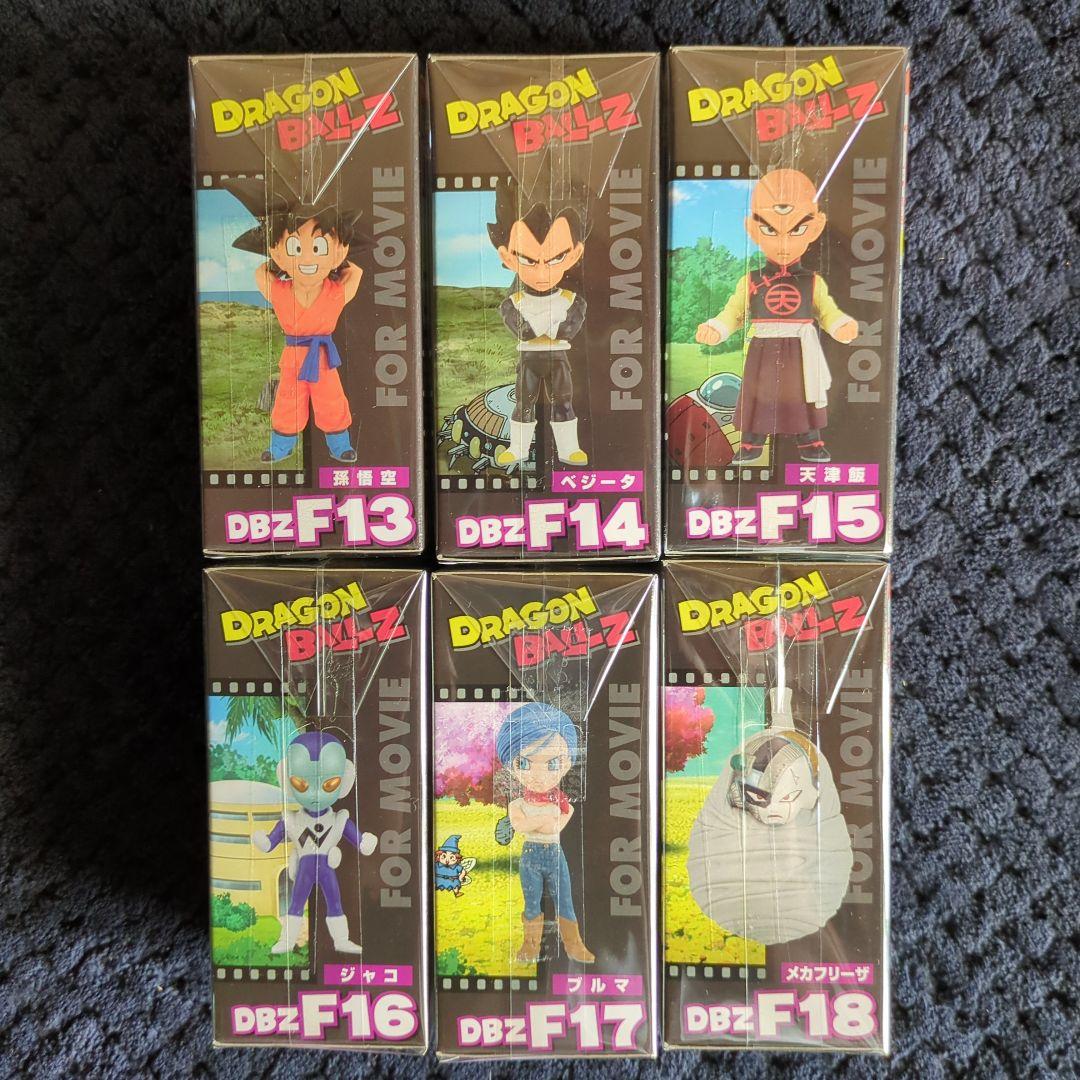 DRAGON
BALL Z
FOR MOVIE
孫悟空
DBZ F13
DRAGON
BALL Z
FOR MOVIE
ベジータ
DBZ F14
DRAGON
BALL Z
FOR MOVIE
天
天津飯
DBZ F15
DRAGON
BALL Z
FOR MOVIE
ジャコ
DBZ F16
DRAGON
BALL Z
FOR MOVIE
ブルマ
DBZ F17
DRAGON
BALL Z
FOR MOVIE
メカフリーザ
DBZ F18